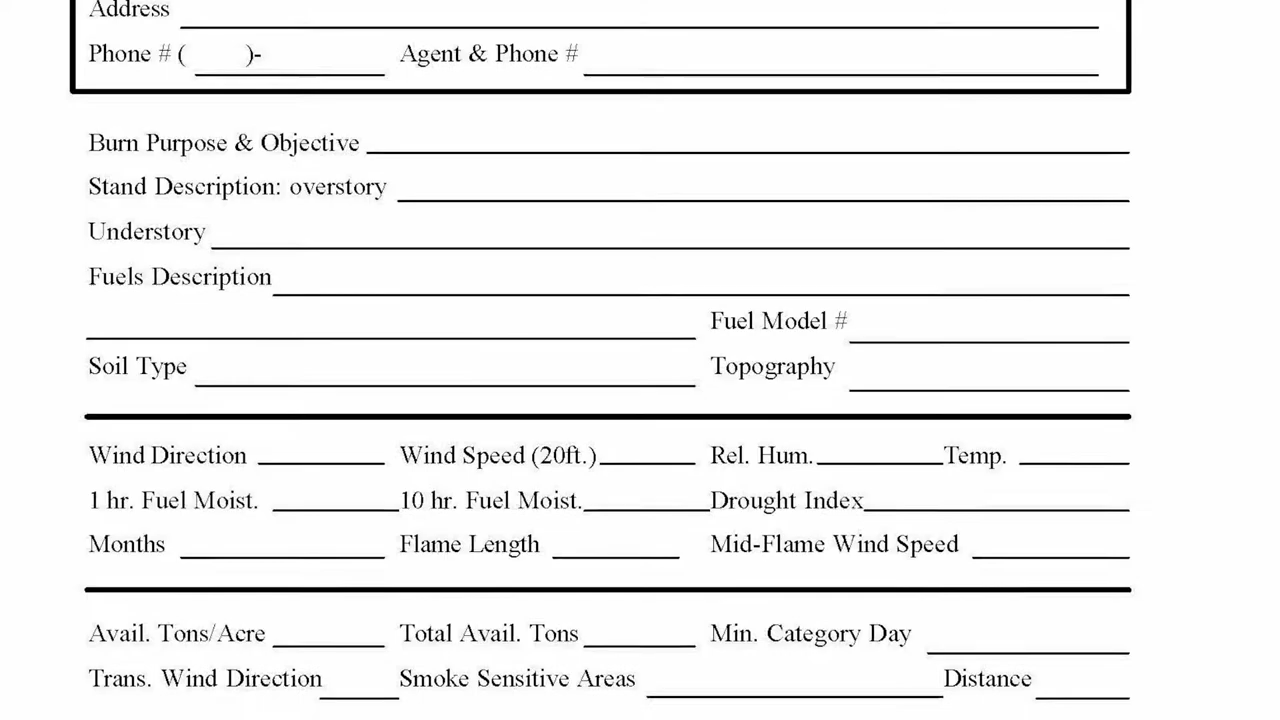 Address
Phone # (        )-        Agent & Phone #
Burn Purpose & Objective
Stand Description: overstory
Understory
Fuels Description
Fuel Model #
Soil Type        Topography
Wind Direction        Wind Speed (20ft.)        Rel. Hum.        Temp.
1 hr. Fuel Moist.        10 hr. Fuel Moist.        Drought Index
Months        Flame Length        Mid-Flame Wind Speed
Avail. Tons/Acre        Total Avail. Tons        Min. Category Day
Trans. Wind Direction        Smoke Sensitive Areas        Distance